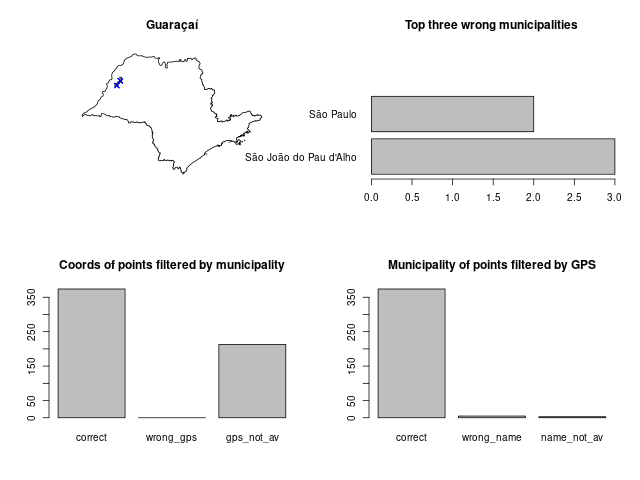 Guaraçaí
Top three wrong municipalities
São Paulo
São João do Pau d'Alho
0.0 0.5 1.0 1.5 2.0 2.5 3.0
Coords of points filtered by municipality
350
250
150
50
0
correct wrong_gps gps_not_av
Municipality of points filtered by GPS
350
250
150
50
0
correct wrong_name name_not_av